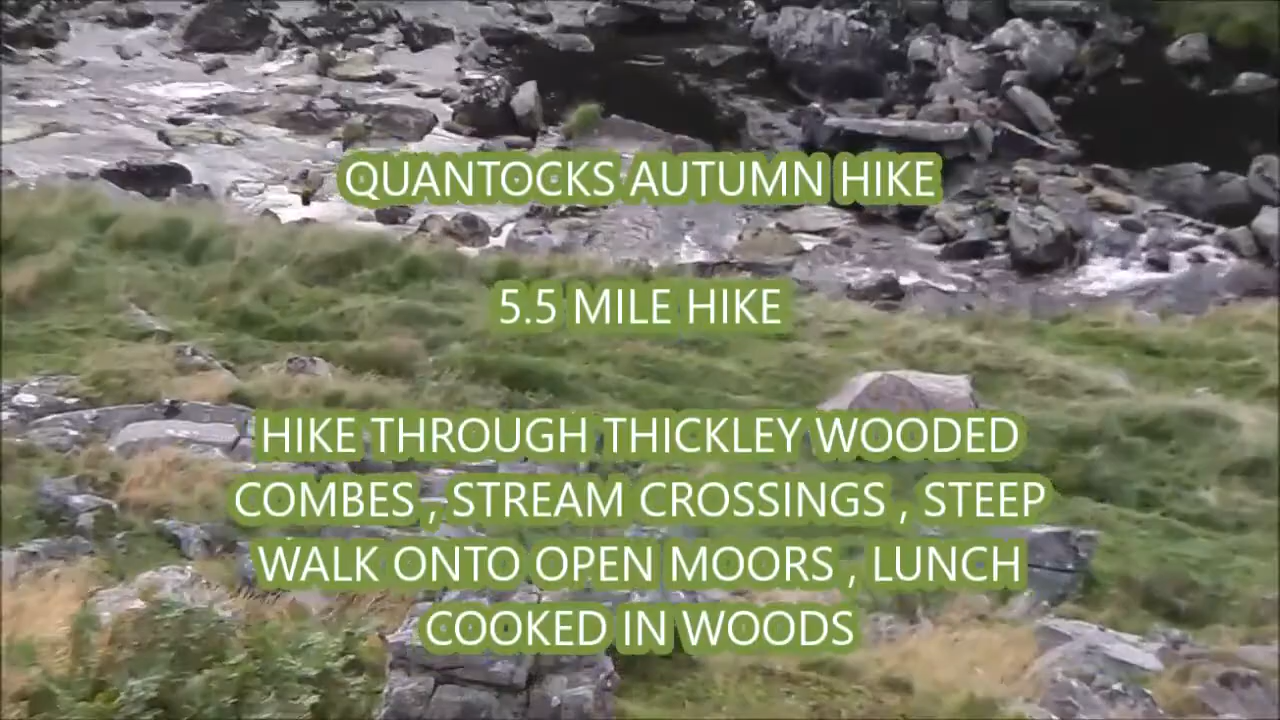 QUANTOCKS AUTUMN HIKE
5.5 MILE HIKE
HIKE THROUGH THICKLEY WOODED
COMBES , STREAM CROSSINGS , STEEP
WALK ONTO OPEN MOORS , LUNCH
COOKED IN WOODS